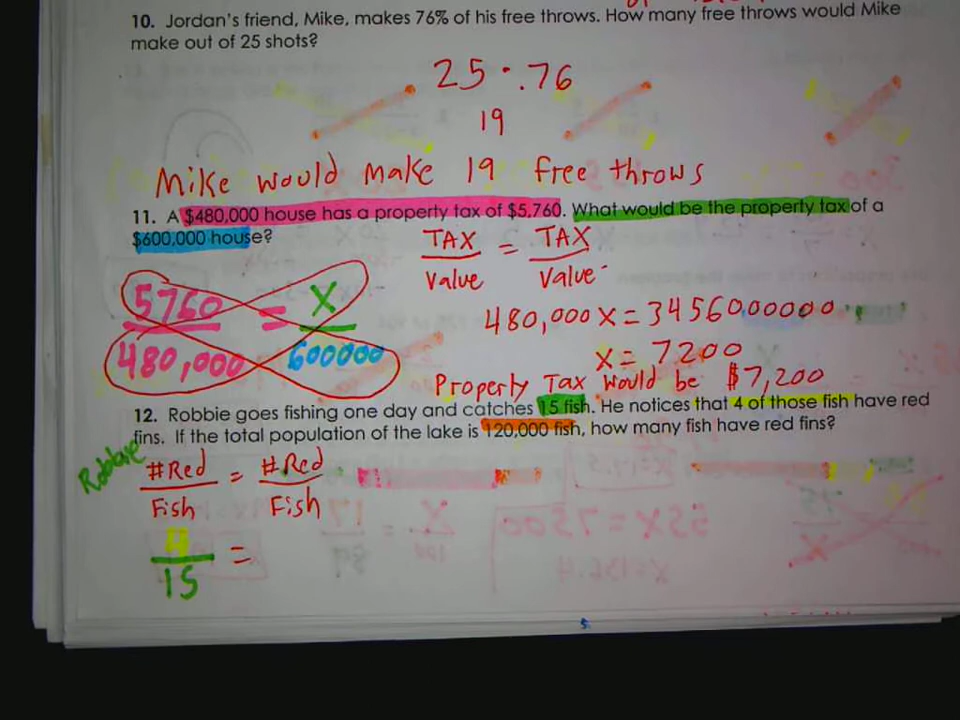 10. Jordan's friend, Mike, makes 76% of his free throws. How many free throws would Mike
make out of 25 shots?
25 · .76
19
Mike would make 19 free throws
11. A $480,000 house has a property tax of $5,760. What would be the property tax of a
$600,000 house?
TAX = TAX
Value Value
5760 = X
480,000 600000
480,000 X = 3456000000
X = 7200
Property Tax would be $7,200
12. Robbie goes fishing one day and catches 15 fish. He notices that 4 of those fish have red
fins. If the total population of the lake is 120,000 fish, how many fish have red fins?
#Red = #Red
Fish Fish
4 =
15